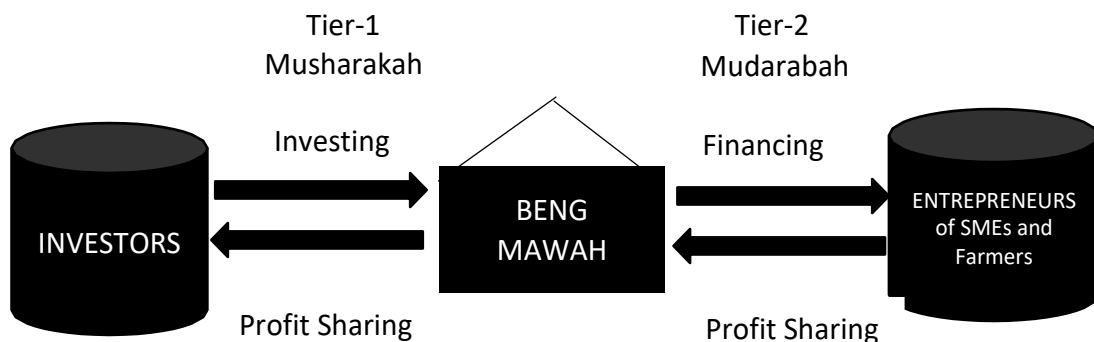 Tier-1
Musharakah
Tier-2
Mudarabah
Investing
Financing
INVESTORS
BENG
MAWAH
ENTREPRENEURS
of SMEs and
Farmers
Profit Sharing
Profit Sharing